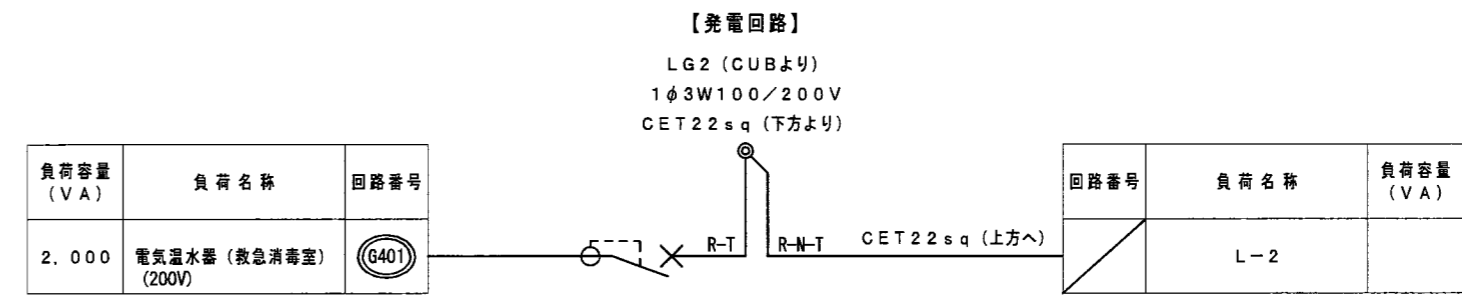 【発電回路】
LG2(CUBより)
1φ3W100/200V
CET22sq(下方より)
負荷容量
(VA)
負荷名称
回路番号
2,000
電気温水器(救急消毒室)
(200V)
G401
R-T
R-N-T
CET22sq(上方へ)
回路番号
負荷名称
負荷容量
(VA)
L-2